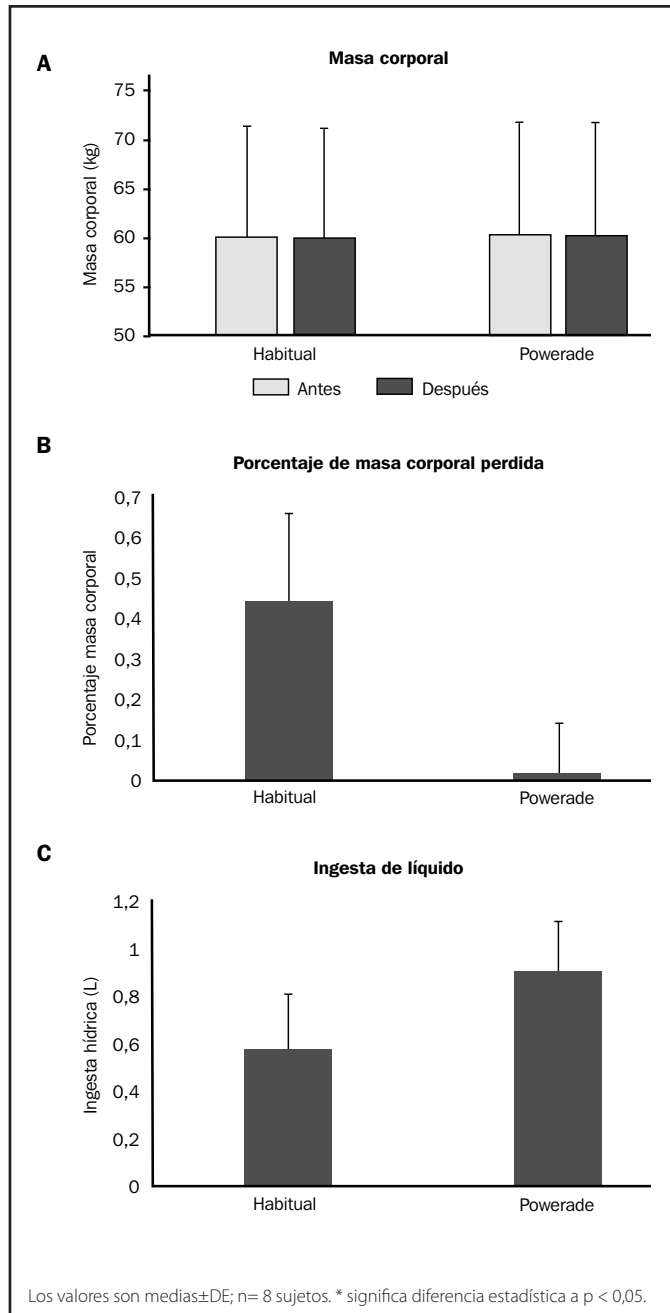 A
Masa corporal
Masa corporal (kg)
75
70
65
60
55
50
Habitual
Powerade
Antes
Después
B
Porcentaje de masa corporal perdida
Porcentaje masa corporal
0,7
0,6
0,5
0,4
0,3
0,2
0,1
0
Habitual
Powerade
C
Ingesta de líquido
Ingesta hídrica (L)
1,2
1
0,8
0,6
0,4
0,2
0
Habitual
Powerade
Los valores son medias±DE; n= 8 sujetos. * significa diferencia estadística a p < 0,05.